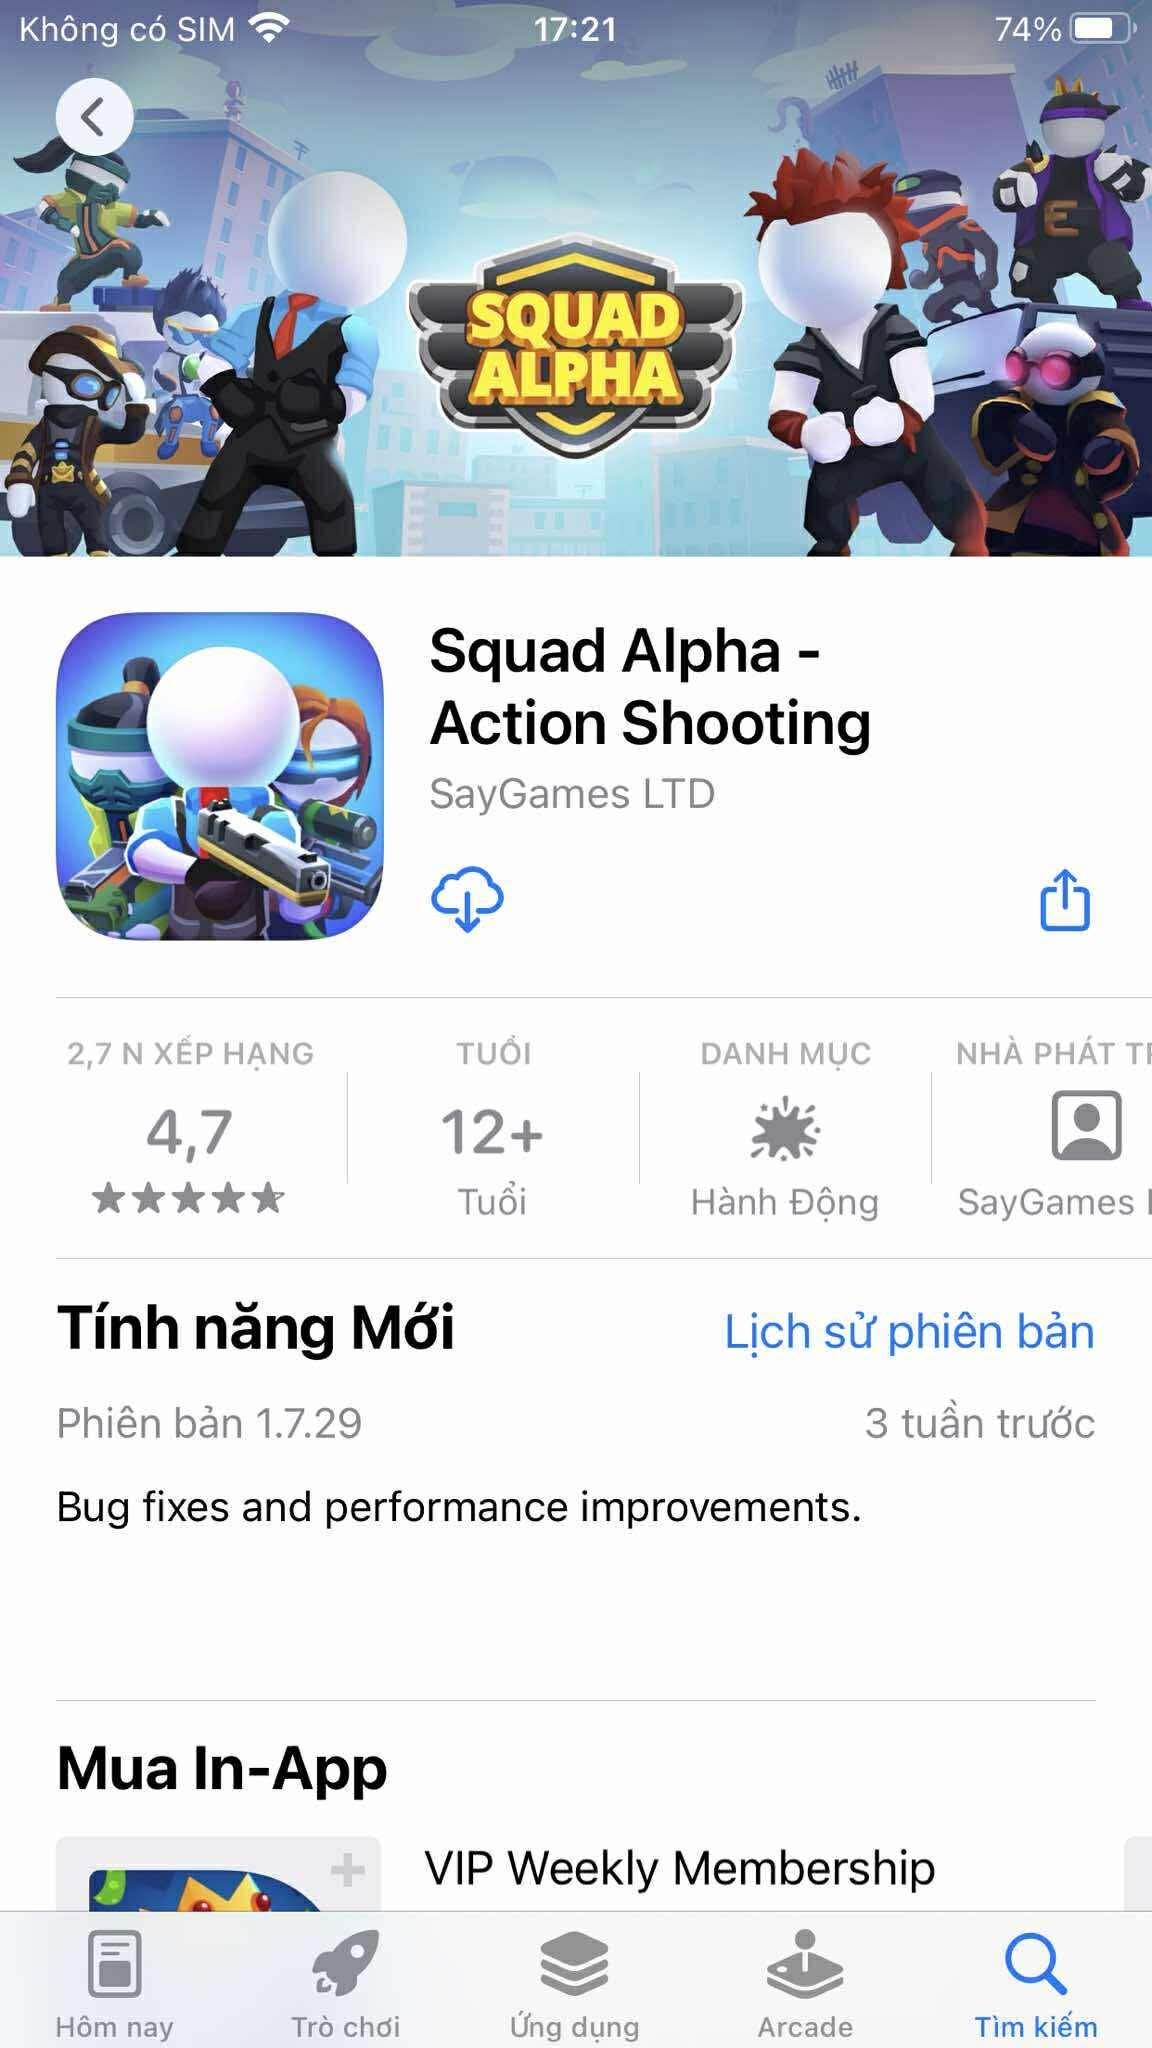 Không có SIM
17:21
74%
E
SQUAD
ALPHA
Squad Alpha -
Action Shooting
SayGames LTD
2,7 N XẾP HẠNG
TUỔI
DANH MỤC
NHÀ PHÁT
4,7
12+
Tuổi
Hành Động
SayGames
Tính năng Mới
Lịch sử phiên bản
Phiên bản 1.7.29
3 tuần trước
Bug fixes and performance improvements.
Mua In-App
VIP Weekly Membership
Hôm nay
Trò chơi
Ứng dụng
Arcade
Tìm kiếm